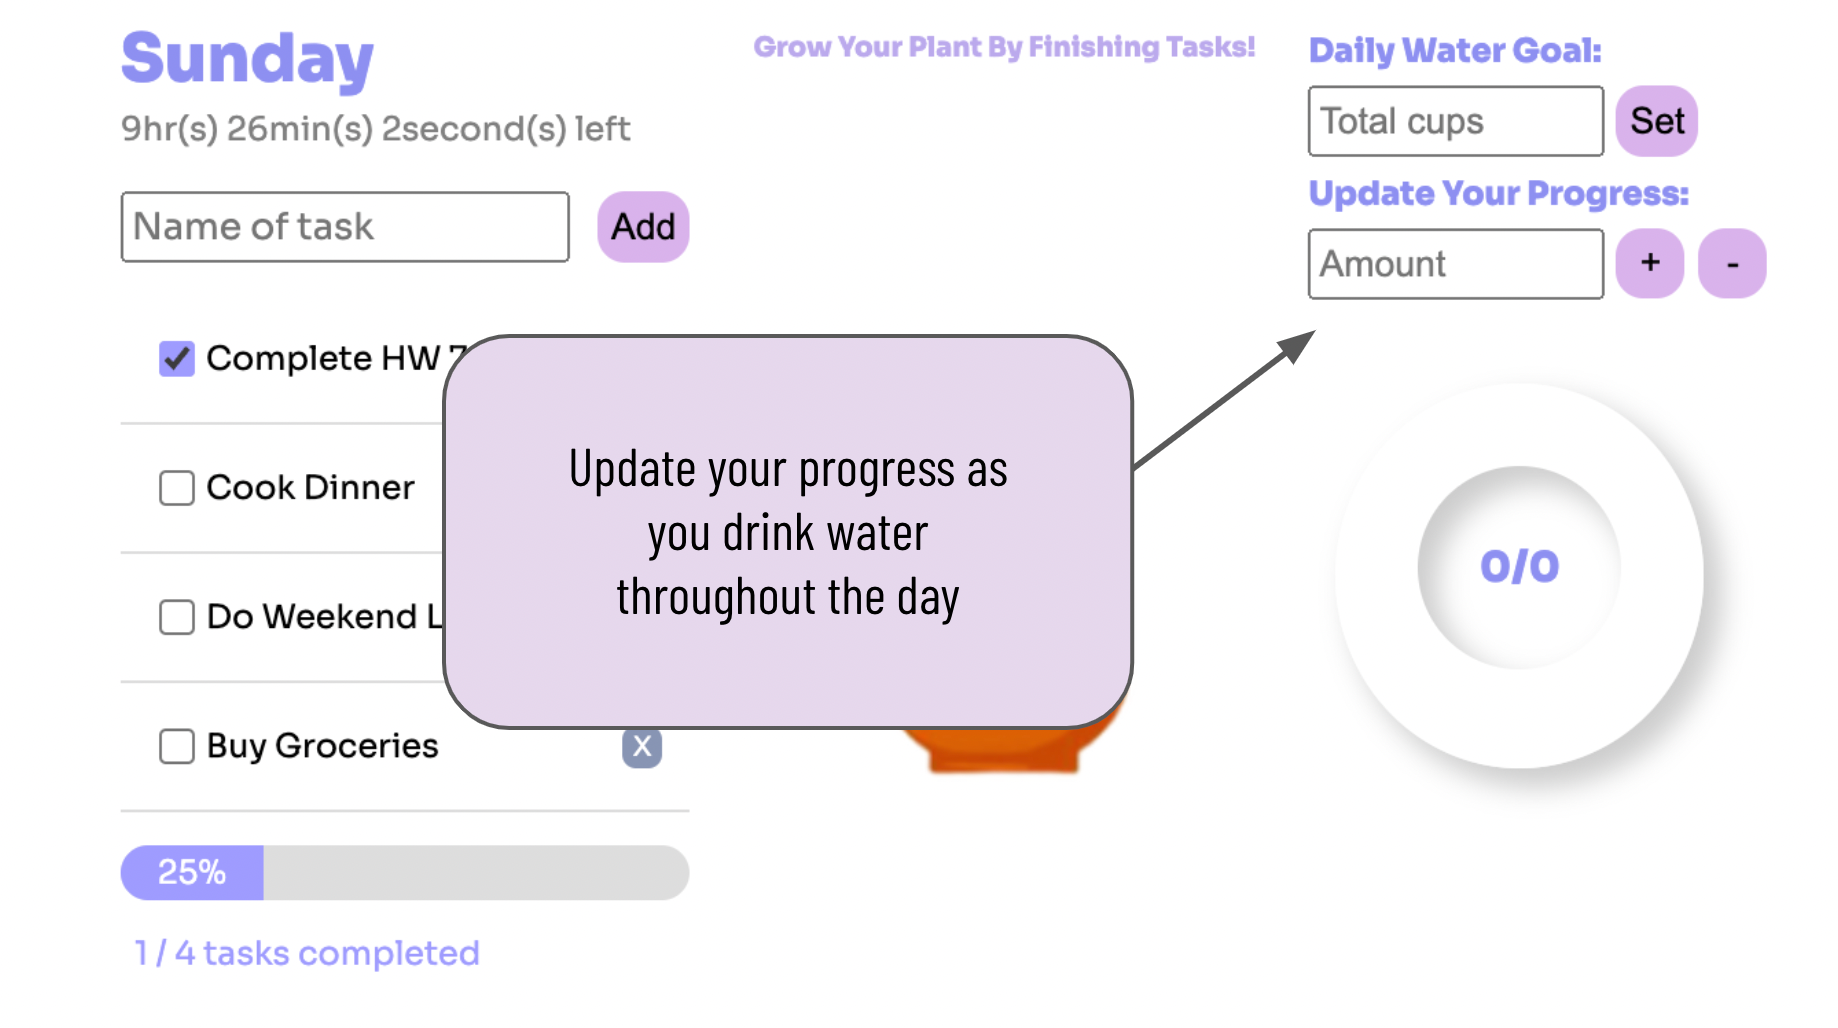 Sunday
9hr(s) 26min(s) 2second(s) left
Name of task
Add
Complete HW 7
Cook Dinner
Do Weekend L
Buy Groceries
X
25%
1 / 4 tasks completed
Grow Your Plant By Finishing Tasks!
Update your progress as
you drink water
throughout the day
Daily Water Goal:
Total cups
Set
Update Your Progress:
Amount
+
-
0/0